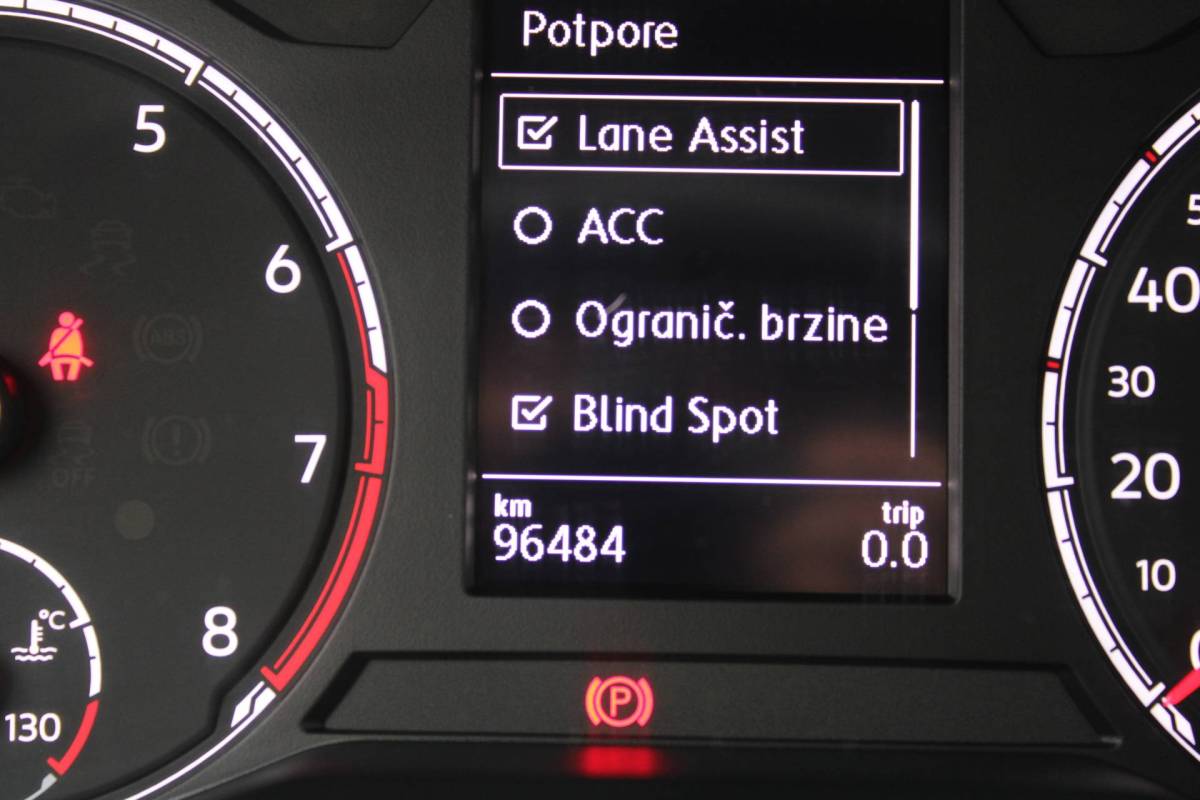 Potpore
Lane Assist
ACC
Ogranič. brzine
Blind Spot
km
trip
96484
0.0
5
6
7
8
ABS
OFF
°C
130
P
40
30
20
10